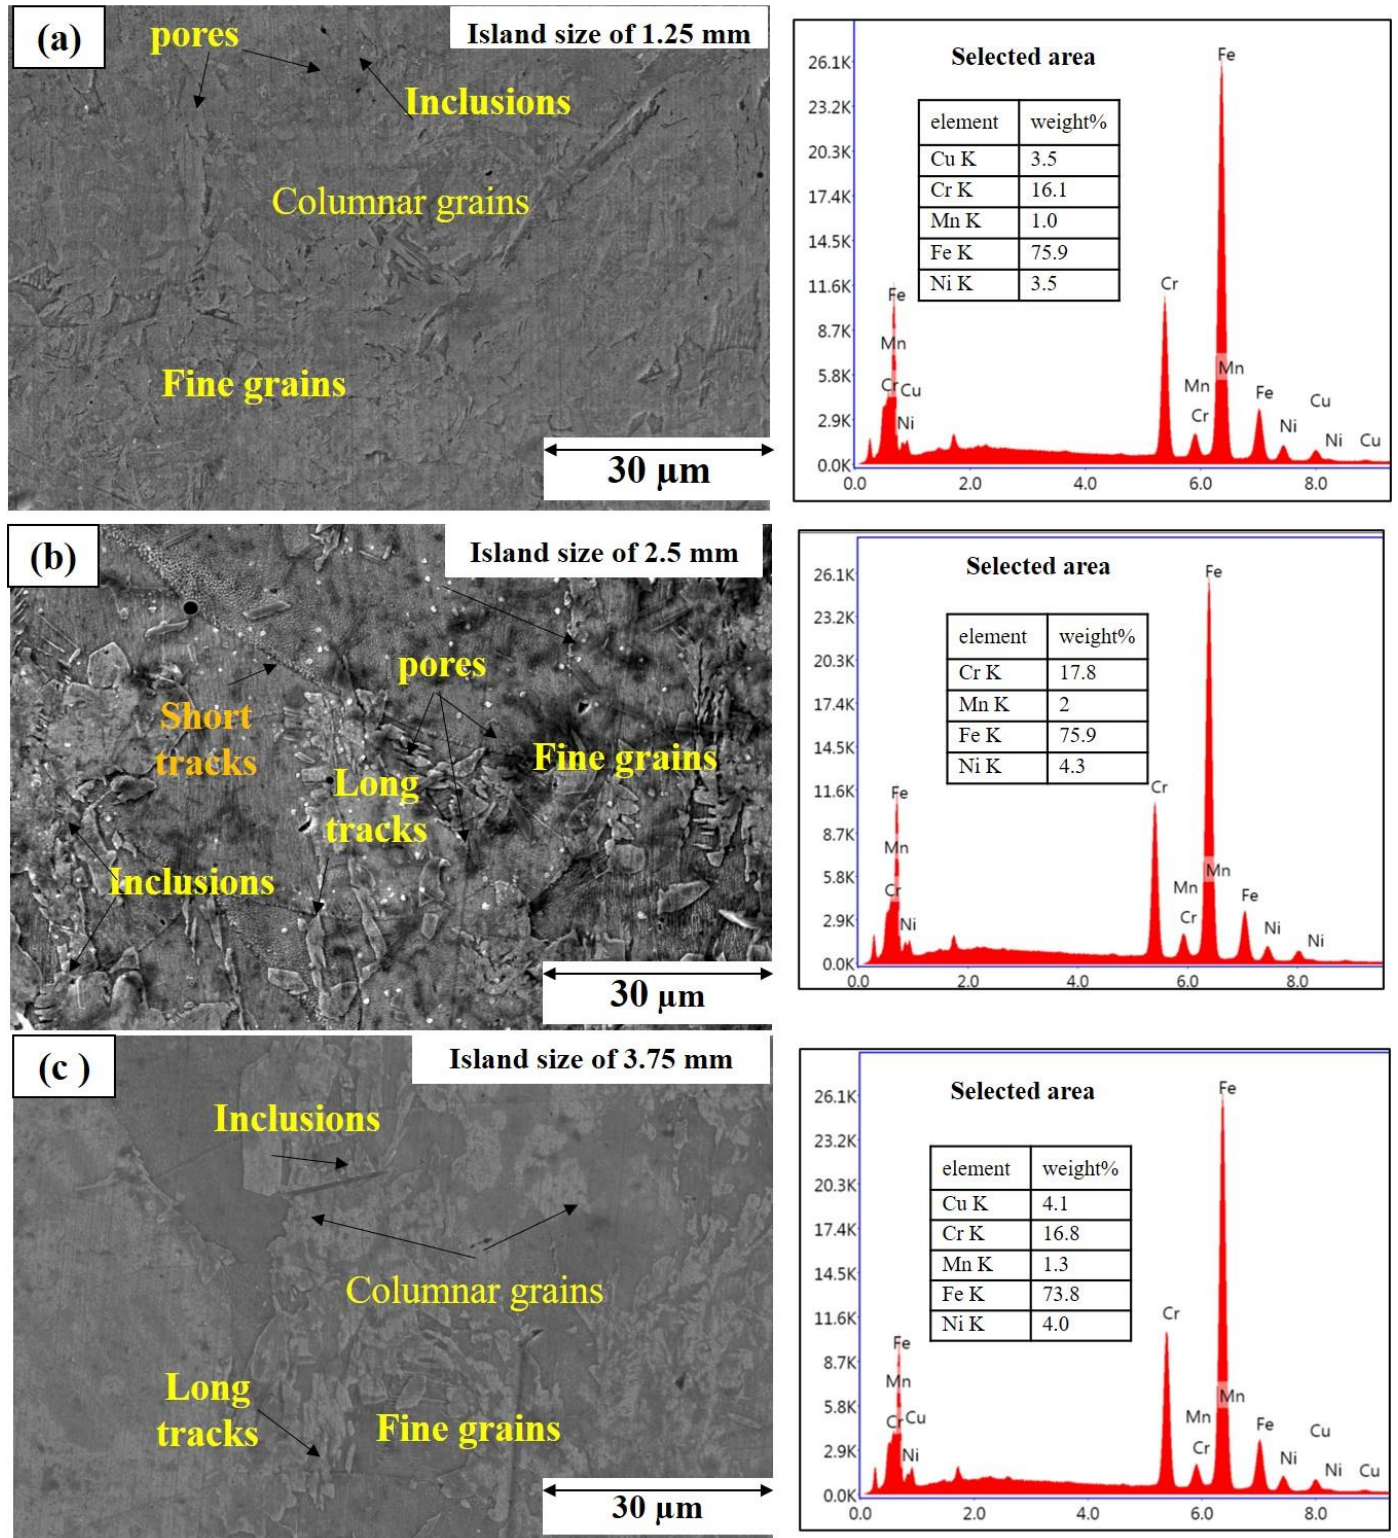 (a)
Island size of 1.25 mm
pores
Inclusions
Columnar grains
Fine grains
30 µm
Selected area
element weight%
Cu K 3.5
Cr K 16.1
Mn K 1.0
Fe K 75.9
Ni K 3.5
26.1K
23.2K
20.3K
17.4K
14.5K
11.6K
8.7K
5.8K
2.9K
0.0K
Fe
Mn
Cr
Cu
Ni
Cr
Mn
Cr
Fe
Mn
Fe
Ni
Cu
Ni
Cu
0.0 2.0 4.0 6.0 8.0
(b)
Island size of 2.5 mm
pores
Short
tracks
Fine grains
Long
tracks
Inclusions
30 µm
Selected area
element weight%
Cr K 17.8
Mn K 2
Fe K 75.9
Ni K 4.3
26.1K
23.2K
20.3K
17.4K
14.5K
11.6K
8.7K
5.8K
2.9K
0.0K
Fe
Mn
Cr
Ni
Cr
Mn
Cr
Fe
Mn
Fe
Ni
Ni
0.0 2.0 4.0 6.0 8.0
(c )
Island size of 3.75 mm
Inclusions
Columnar grains
Long
tracks
Fine grains
30 µm
Selected area
element weight%
Cu K 4.1
Cr K 16.8
Mn K 1.3
Fe K 73.8
Ni K 4.0
26.1K
23.2K
20.3K
17.4K
14.5K
11.6K
8.7K
5.8K
2.9K
0.0K
Fe
Mn
Cr
Cu
Ni
Cr
Mn
Cr
Fe
Mn
Fe
Ni
Cu
Ni
Cu
0.0 2.0 4.0 6.0 8.0